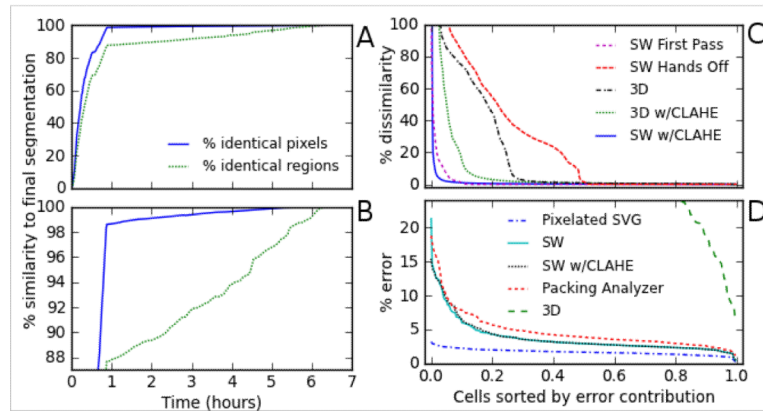 A
100
80
60
40
20
0
% identical pixels
% identical regions
% similarity to final segmentation
B
100
98
96
94
92
90
88
0 1 2 3 4 5 6 7
Time (hours)
C
100
80
60
40
20
0
% dissimilarity
SW First Pass
SW Hands Off
3D
3D w/CLAHE
SW w/CLAHE
D
20
15
10
5
0
% error
Pixelated SVG
SW
SW w/CLAHE
Packing Analyzer
3D
0.0 0.2 0.4 0.6 0.8 1.0
Cells sorted by error contribution